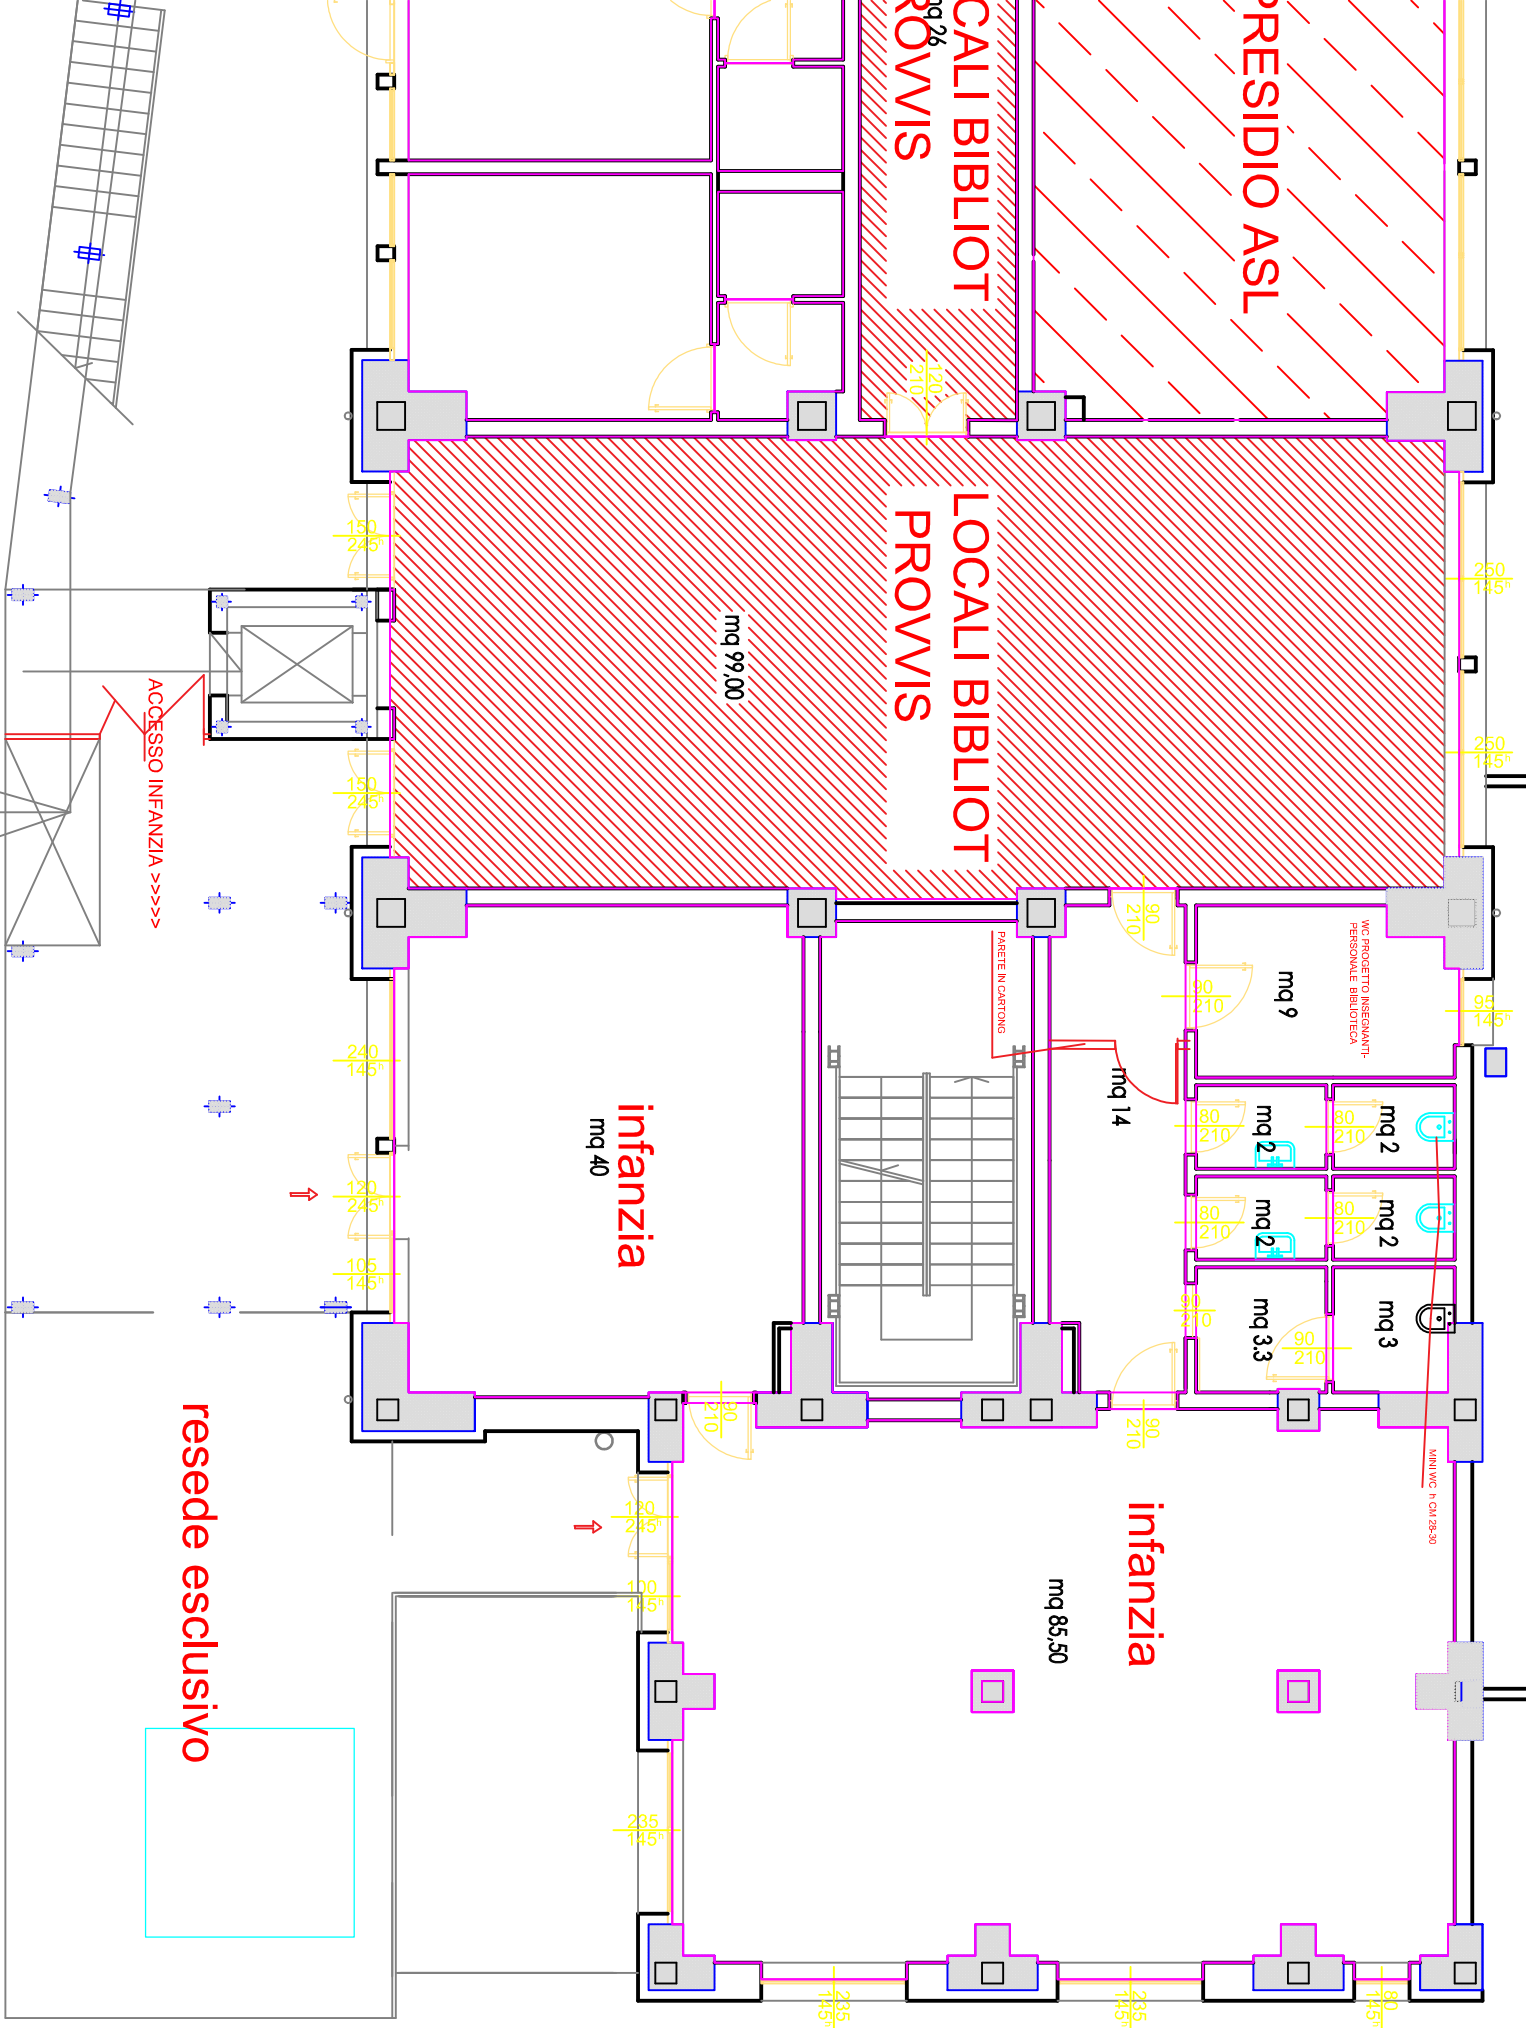 PRESIDIO ASL
CALI BIBLIOT
ROVVIS
mq 26
120
210
LOCALI BIBLIOT
PROVVIS
mq 99,00
150
245
150
245
250
145
250
145
ACCESSO INFANZIA >>>>>
90
210
WC PROGETTO INSEGNANTI-
PERSONALE BIBLIOTECA
mq 9
90
210
95
145
PARETE IN CARTONG
mq 14
80
210
mq 2
80
210
mq 2
80
210
mq 2
80
210
mq 2
210
mq 3.3
90
210
mq 3
MINI WC h CM 28-30
infanzia
mq 40
240
145
120
245
105
145
90
210
90
210
infanzia
mq 85,50
120
245
100
145
235
145
235
145
235
145
80
145
resede esclusivo